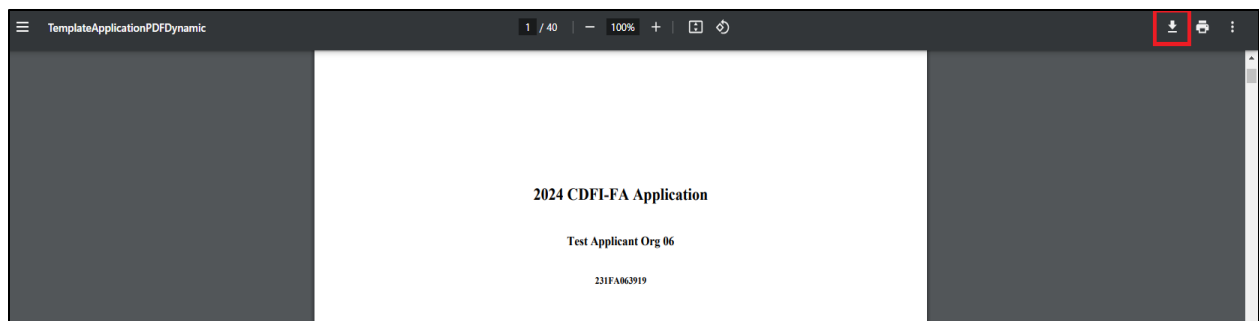 TemplateApplicationPDFDynamic 1 / 40 | − 100% + |
2024 CDFI-FA Application
Test Applicant Org 06
231FA063919